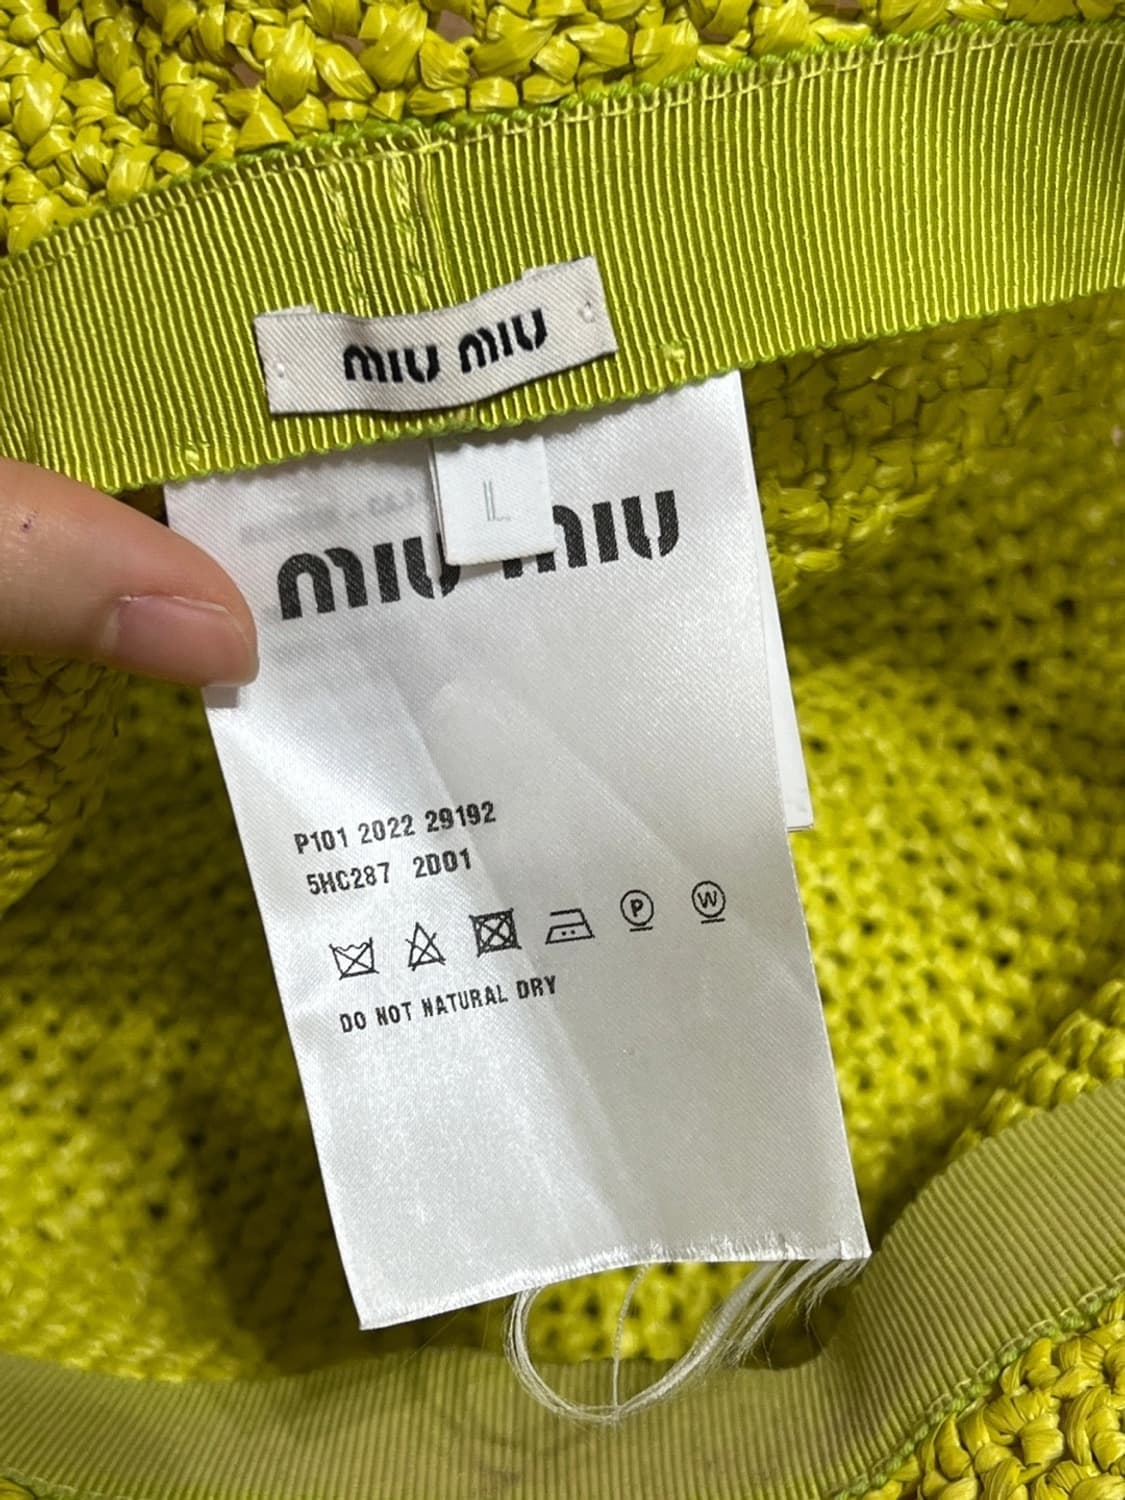 miu miu
L
miu miu
P101 2022 29192
5HC287 2D01
P W
DO NOT NATURAL DRY